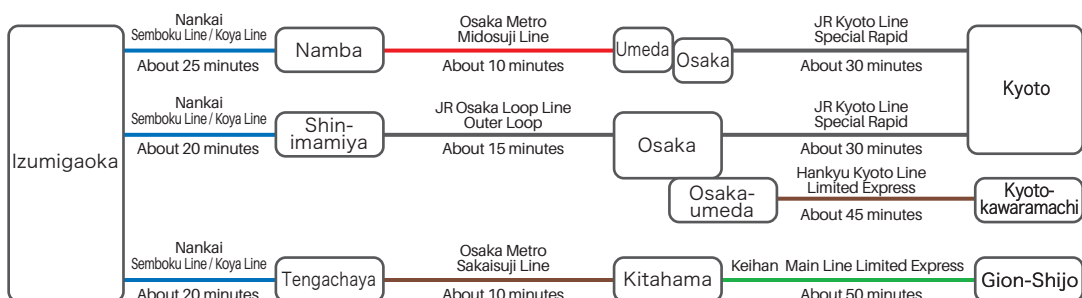 Izumigaoka
Nankai
Semboku Line / Koya Line
About 25 minutes
Namba
Osaka Metro
Midosuji Line
About 10 minutes
Umeda
Osaka
JR Kyoto Line
Special Rapid
About 30 minutes
Kyoto
Nankai
Semboku Line / Koya Line
About 20 minutes
Shin-
imamiya
JR Osaka Loop Line
Outer Loop
About 15 minutes
Osaka
JR Kyoto Line
Special Rapid
About 30 minutes
Osaka-
umeda
Hankyu Kyoto Line
Limited Express
About 45 minutes
Kyoto-
kawaramachi
Nankai
Semboku Line / Koya Line
About 20 minutes
Tengachaya
Osaka Metro
Sakaisuji Line
About 10 minutes
Kitahama
Keihan Main Line Limited Express
About 50 minutes
Gion-Shijo